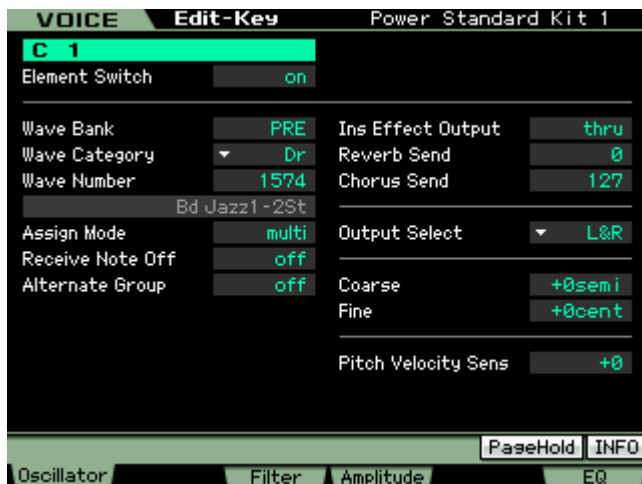 VOICE Edit-Key Power Standard Kit 1
C 1
Element Switch on
Wave Bank PRE
Wave Category Dr
Wave Number 1574
Bd Jazz1-2St
Assign Mode multi
Receive Note Off off
Alternate Group off
Ins Effect Output thru
Reverb Send 0
Chorus Send 127
Output Select L&R
Coarse +0semi
Fine +0cent
Pitch Velocity Sens +0
PageHold INFO
Oscillator Filter Amplitude EQ